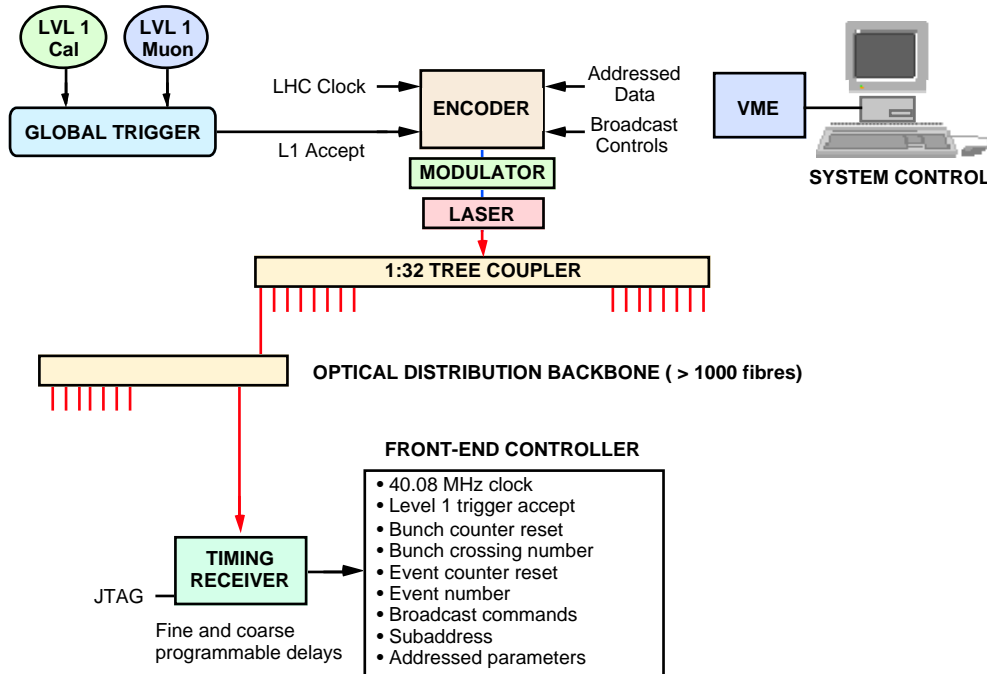 LVL 1
Cal
LVL 1
Muon
GLOBAL TRIGGER
LHC Clock
L1 Accept
ENCODER
Addressed
Data
Broadcast
Controls
MODULATOR
LASER
VME
SYSTEM CONTROL
1:32 TREE COUPLER
OPTICAL DISTRIBUTION BACKBONE ( > 1000 fibres)
FRONT-END CONTROLLER
• 40.08 MHz clock
• Level 1 trigger accept
• Bunch counter reset
• Bunch crossing number
• Event counter reset
• Event number
• Broadcast commands
• Subaddress
• Addressed parameters
TIMING
RECEIVER
JTAG
Fine and coarse
programmable delays